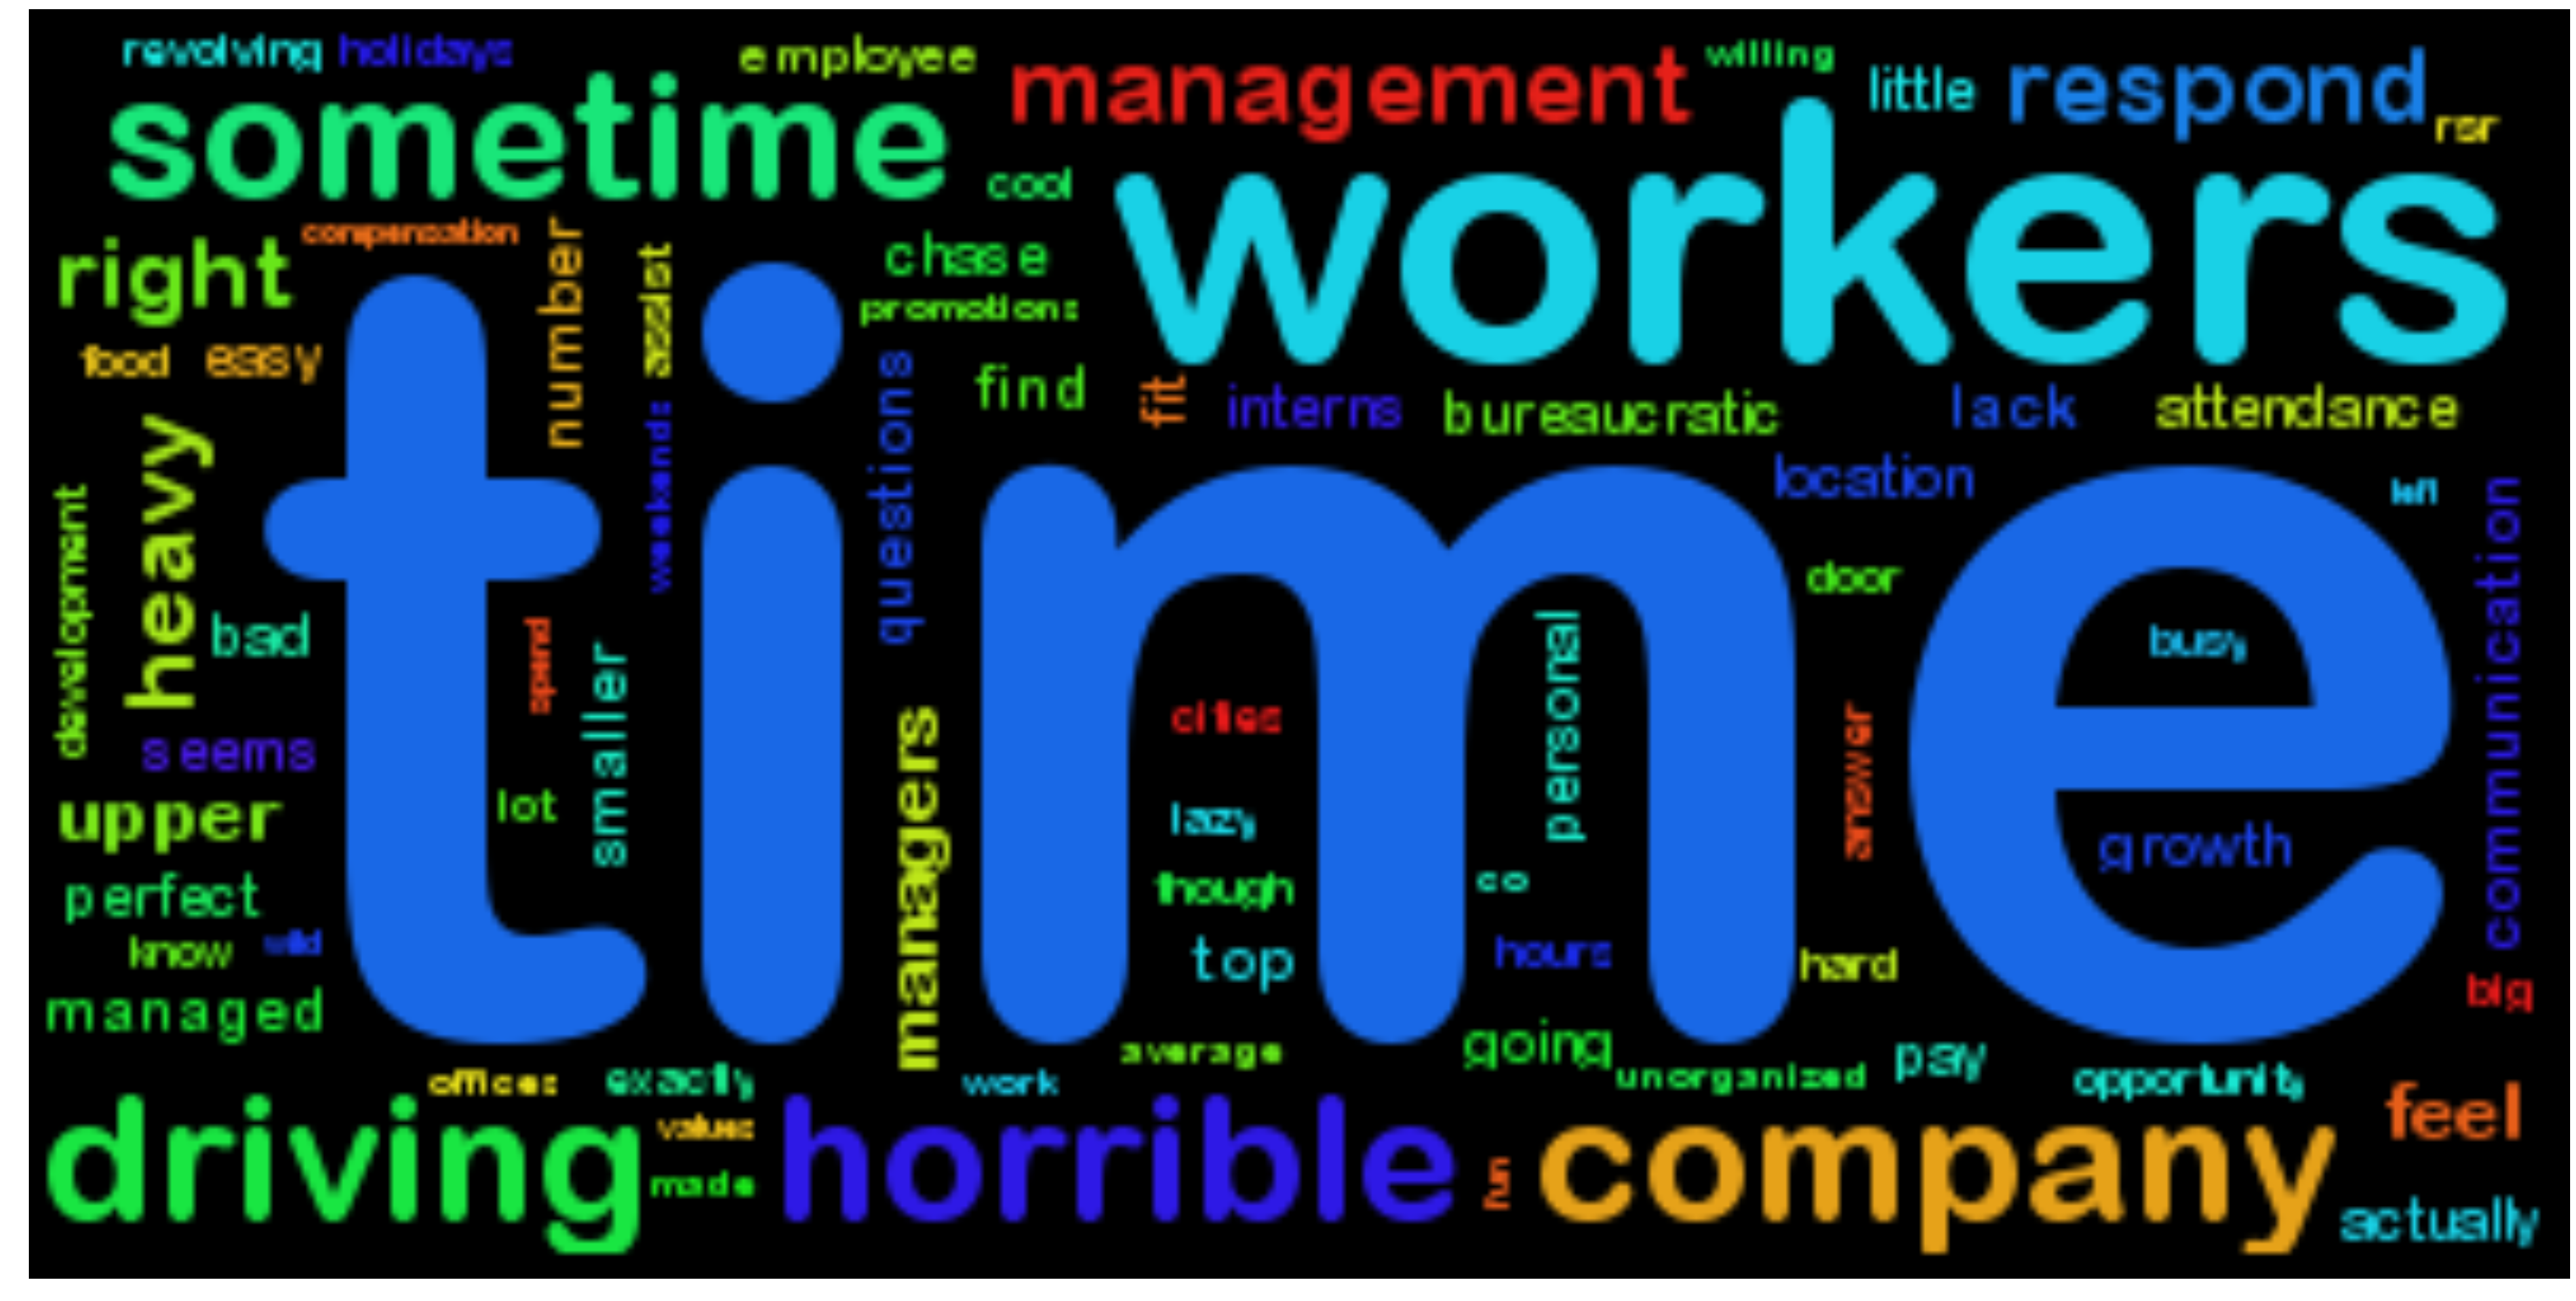 revolving holidays employee management willing little respond rsr
sometime cool workers
right compensation number assist chase promotions
food easy questions find fit interns bureaucratic lack attendance
heavy weekends time location left communication
development bad spend smaller personal door busy
seems managers cities answer
upper lot lazy growth
perfect though co
know wild top hours hard big
managed average going
offices exactly work unorganized pay opportunity feel
driving values made horrible fun company actually